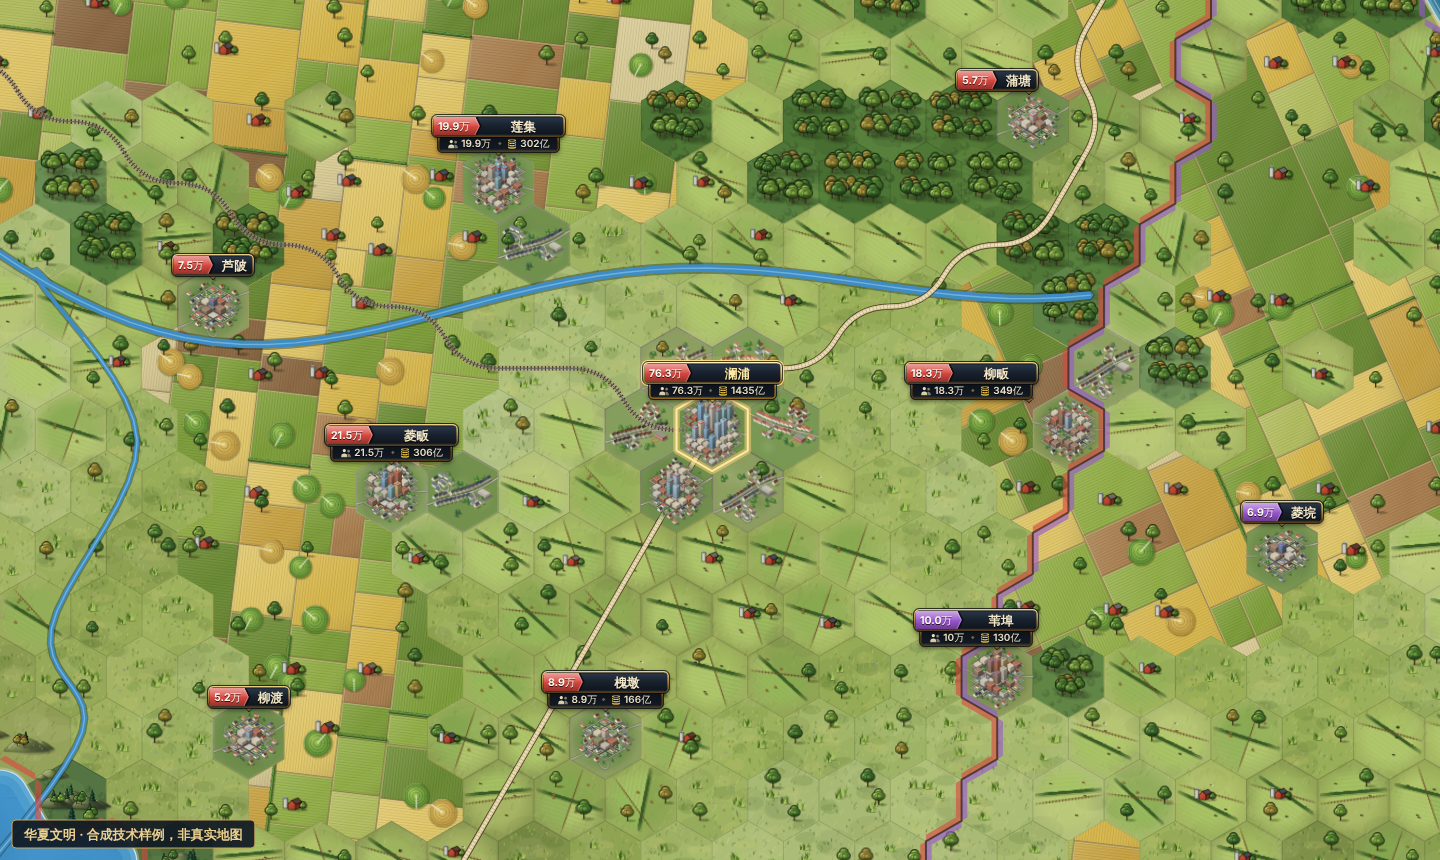 5.7万 蒲塘
19.9万 莲集
19.9万 • 302亿
7.5万 芦陂
76.3万 澜浦
76.3万 • 1435亿
18.3万 柳畈
18.3万 • 349亿
21.5万 菱畈
21.5万 • 306亿
6.9万 菱垸
10.0万 苇埠
10万 • 130亿
8.9万 槐墩
8.9万 • 166亿
5.2万 柳渡
华夏文明 · 合成技术样例，非真实地图